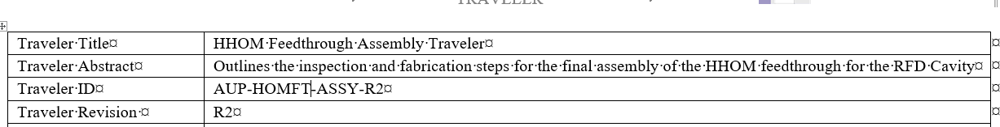 TRAVELER
Traveler Title HHOM Feedthrough Assembly Traveler
Traveler Abstract Outlines the inspection and fabrication steps for the final assembly of the HHOM feedthrough for the RFD Cavity
Traveler ID AUP-HOMFT-ASSY-R2
Traveler Revision R2